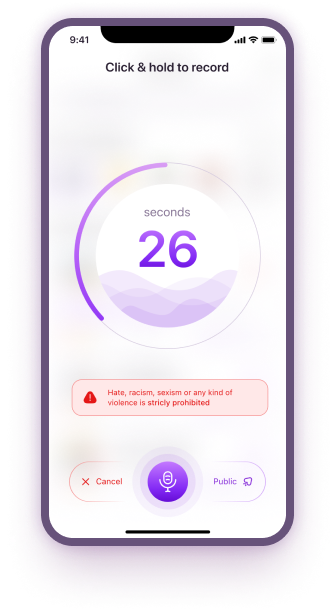 9:41
Click & hold to record
seconds
26
Hate, racism, sexism or any kind of
violence is stricly prohibited
Cancel
Public